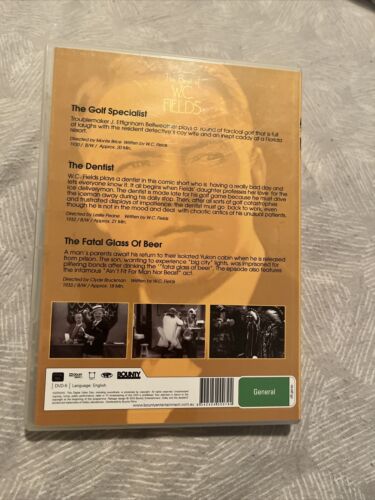 The Best of
W.C.
FIELDS
The Golf Specialist
Troublemaker J. Effignham Bellwearer plays a round of farcical golf that is full
of laughs with the resident detective's coy wife and an inept caddy at a Florida
resort.
Directed by Monte Brice Written by W.C. Fields
1930 / B/W / Approx. 20 Min.
The Dentist
W.C. Fields plays a dentist in this comic short who is having a really bad day and
lets everyone know it. It all begins when Fields' daughter professes her love for the
ice deliveryman. The dentist is made late for his golf game because he must drive
the iceman away during his daily stop. Then, after all sorts of golf catastrophes
and frustrated displays of impatience, the dentist must go back to work, even
though he is not in the mood and deal with chaotic antics of his unusual patients.
Directed by Leslie Pearce Written by W.C. Fields
1932 / B/W / Approx. 21 Min.
The Fatal Glass Of Beer
A man's parents await his return to their isolated Yukon cabin when he is released
from prison. The son, wanting to experience "big city" lights, was imprisoned for
pilfering bonds after drinking the "fatal glass of beer". The episode also features
the infamous "Ain't Fit For Man Nor Beast" act.
Directed by Clyde Bruckman Written by W.C. Fields
1933 / B/W / Approx. 18 Min.
DOLBY
BOUNTY
DVD-R Language: English
www.bountyentertainment.com.au
General